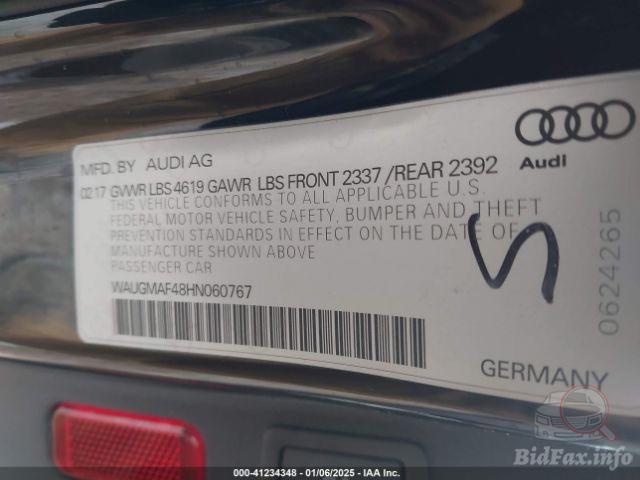 MFD. BY AUDI AG
0217 GVWR LBS 4619 GAWR LBS FRONT 2337 /REAR 2392
THIS VEHICLE CONFORMS TO ALL APPLICABLE U.S.
FEDERAL MOTOR VEHICLE SAFETY, BUMPER AND THEFT
PREVENTION STANDARDS IN EFFECT ON THE DATE OF
MANUFACTURE SHOWN ABOVE
PASSENGER CAR
WAUGMAF48HN060767
Audi
5
0624265
GERMANY
000-41234348 - 01/06/2025 - IAA Inc.
BidFax.info